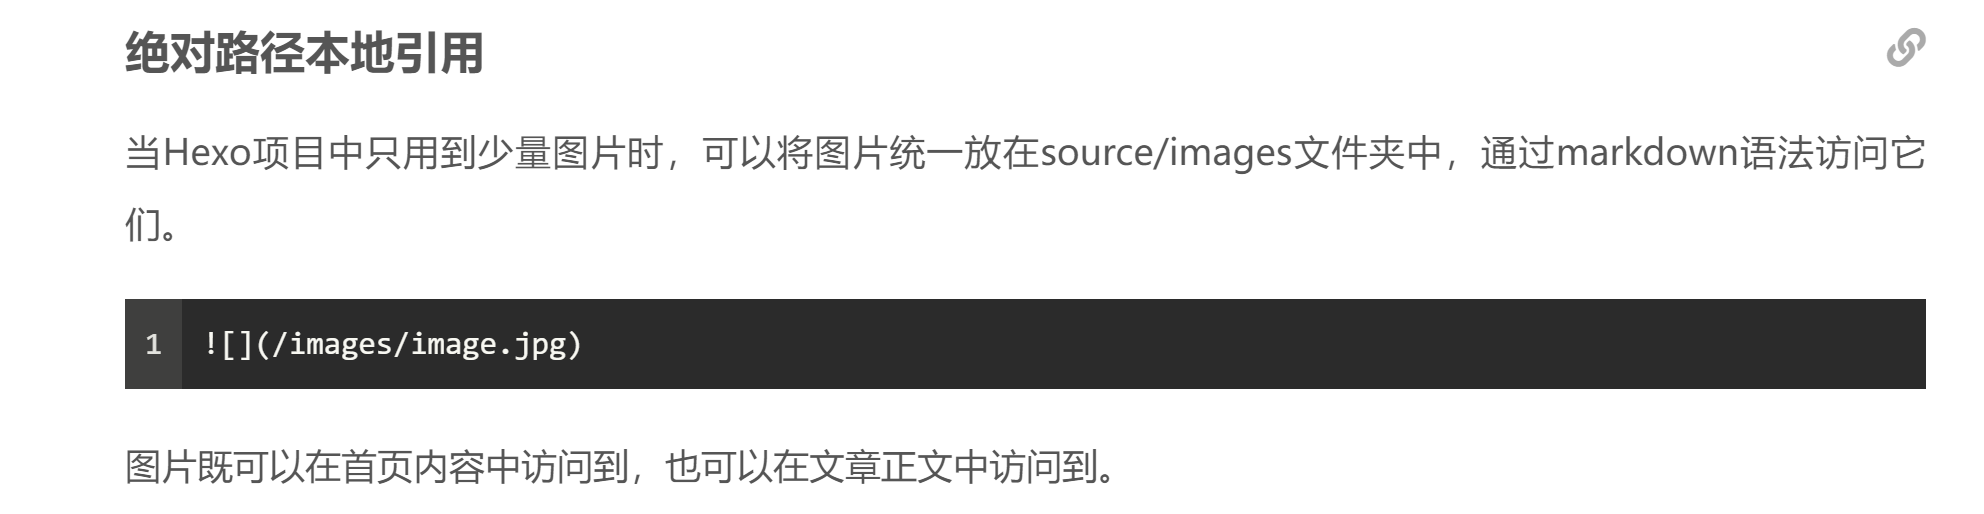 绝对路径本地引用
当Hexo项目中只用到少量图片时，可以将图片统一放在source/images文件夹中，通过markdown语法访问它
们。
1 ![](/images/image.jpg)
图片既可以在首页内容中访问到，也可以在文章正文中访问到。